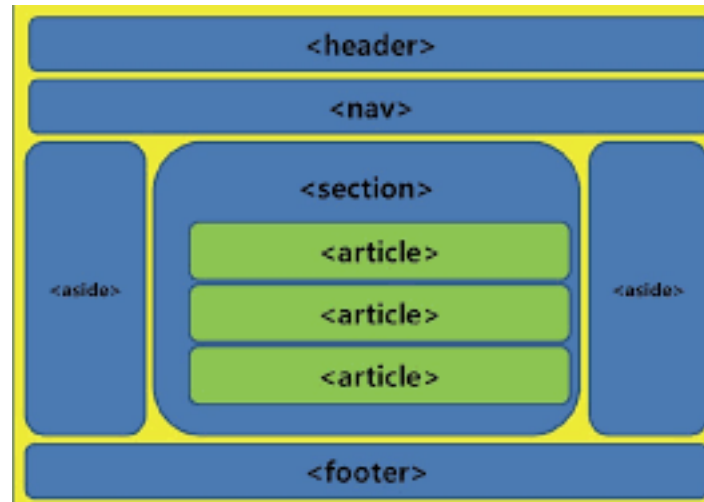 <header>
<nav>
<section>
<article>
<aside>
<article>
<aside>
<article>
<footer>